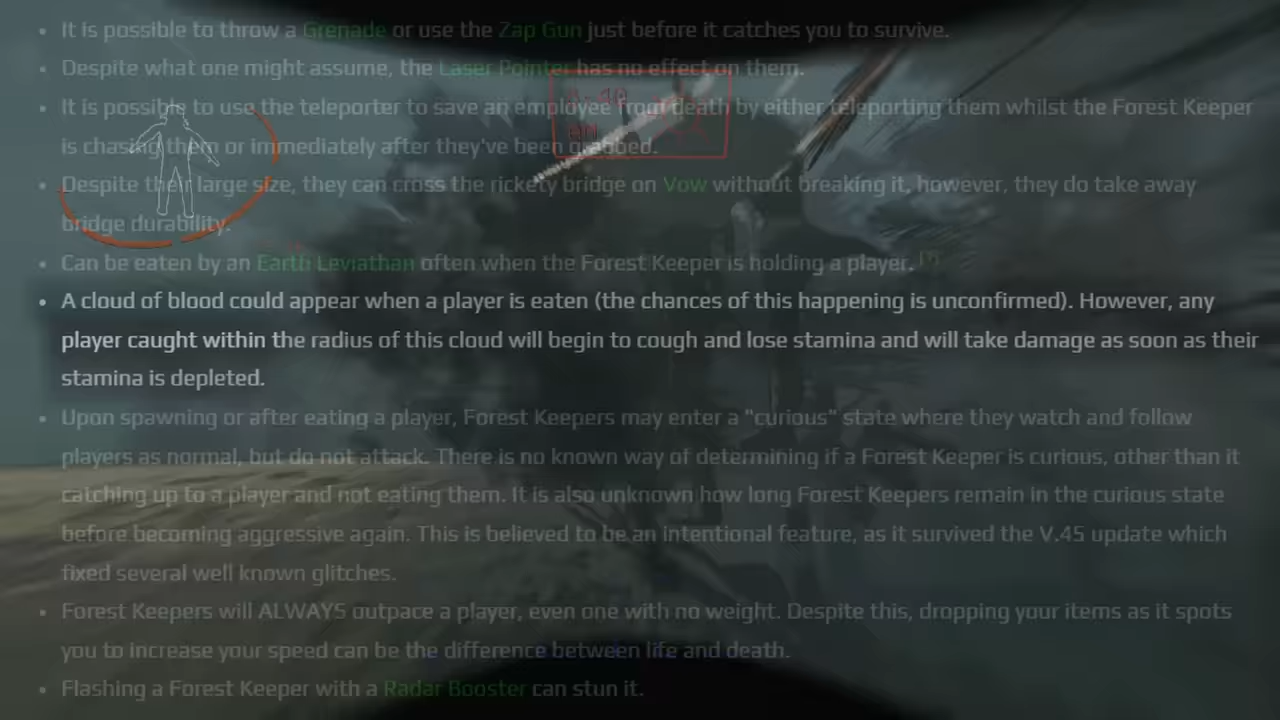 It is possible to throw a Grenade or use the Zap Gun just before it catches you to survive.
Despite what one might assume, the Laser Pointer has no effect on them.
It is possible to use the teleporter to save an employee from death by either teleporting them whilst the Forest Keeper
is chasing them or immediately after they've been grabbed.
Despite their large size, they can cross the rickety bridge on Vow without breaking it, however, they do take away
bridge durability.
Can be eaten by an Earth Leviathan often when the Forest Keeper is holding a player.
A cloud of blood could appear when a player is eaten (the chances of this happening is unconfirmed). However, any
player caught within the radius of this cloud will begin to cough and lose stamina and will take damage as soon as their
stamina is depleted.
Upon spawning or after eating a player, Forest Keepers may enter a "curious" state where they watch and follow
players as normal, but do not attack. There is no known way of determining if a Forest Keeper is curious, other than it
catching up to a player and not eating them. It is also unknown how long Forest Keepers remain in the curious state
before becoming aggressive again. This is believed to be an intentional feature, as it survived the V.45 update which
fixed several well known glitches.
Forest Keepers will ALWAYS outpace a player, even one with no weight. Despite this, dropping your items as it spots
you to increase your speed can be the difference between life and death.
Flashing a Forest Keeper with a Radar Booster can stun it.